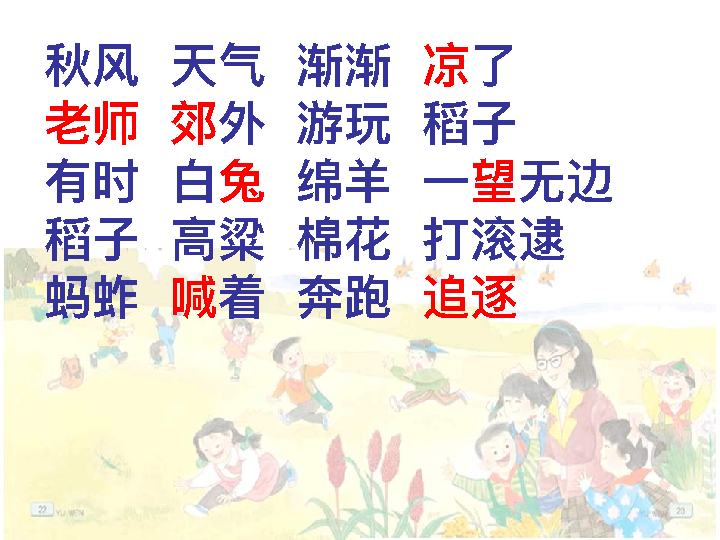 秋风 天气 渐渐 凉了
老师 郊外 游玩 稻子
有时 白兔 绵羊 一望无边
稻子 高粱 棉花 打滚逮
蚂蚱 喊着 奔跑 追逐
22 YU WEN
YU WEN 23